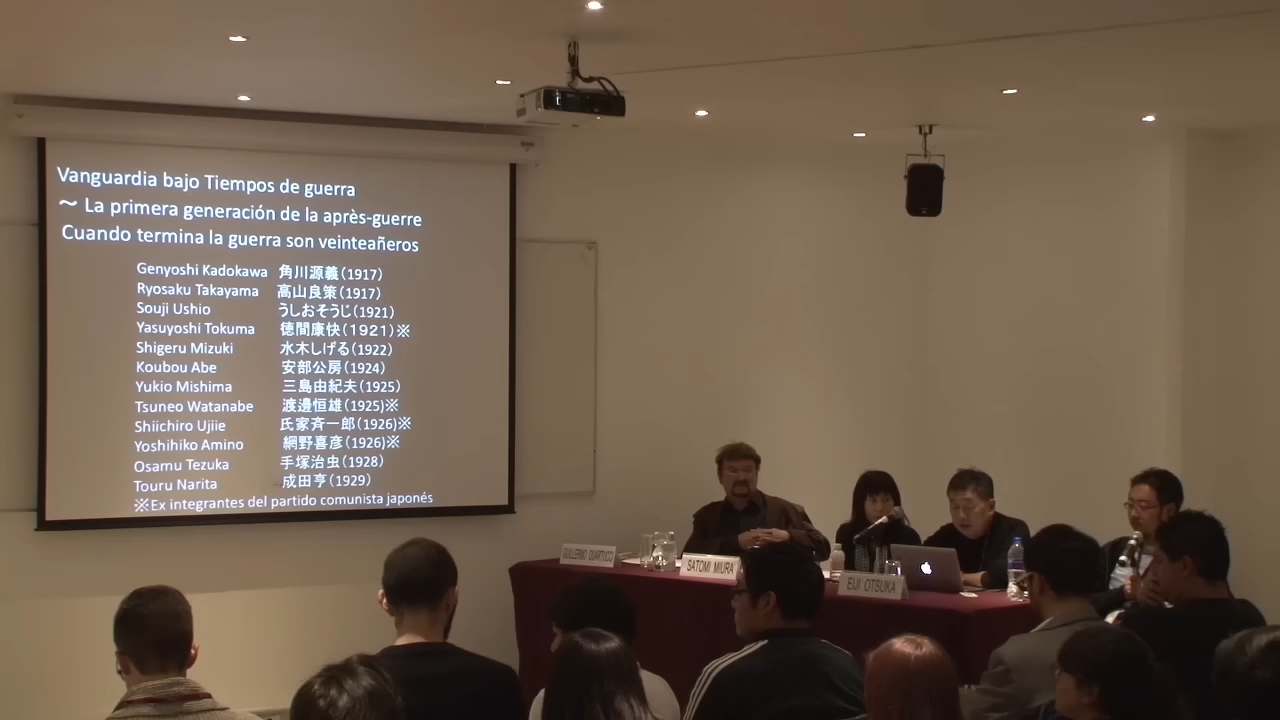 Vanguardia bajo Tiempos de guerra
～ La primera generación de la après-guerre
Cuando termina la guerra son veinteañeros
Genyoshi Kadokawa 角川源義(1917)
Ryosaku Takayama 高山良策(1917)
Souji Ushio うしおそうじ(1921)
Yasuyoshi Tokuma 徳間康快(1921)※
Shigeru Mizuki 水木しげる(1922)
Koubou Abe 安部公房(1924)
Yukio Mishima 三島由紀夫(1925)
Tsuneo Watanabe 渡邊恒雄(1925)※
Shiichiro Ujiie 氏家斉一郎(1926)※
Yoshihiko Amino 網野喜彦(1926)※
Osamu Tezuka 手塚治虫(1928)
Touru Narita 成田亨(1929)
※Ex integrantes del partido comunista japonés
GUILLERMO QUARTUCCI
SATOMI MIURA
EIJI OTSUKA